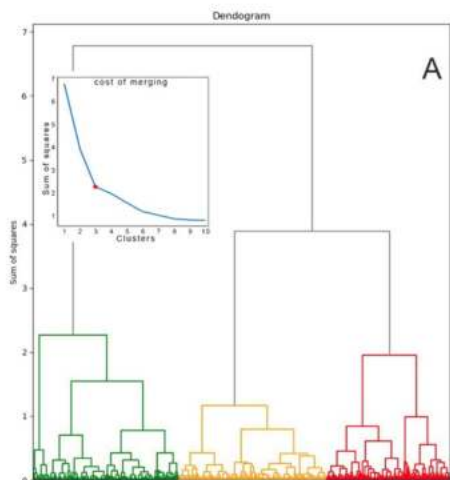 Dendogram
A
Sum of squares
7
6
5
4
3
2
1
0
cost of merging
Sum of squares
7
6
5
4
3
2
1
1 2 3 4 5 6 7 8 9 10
Clusters